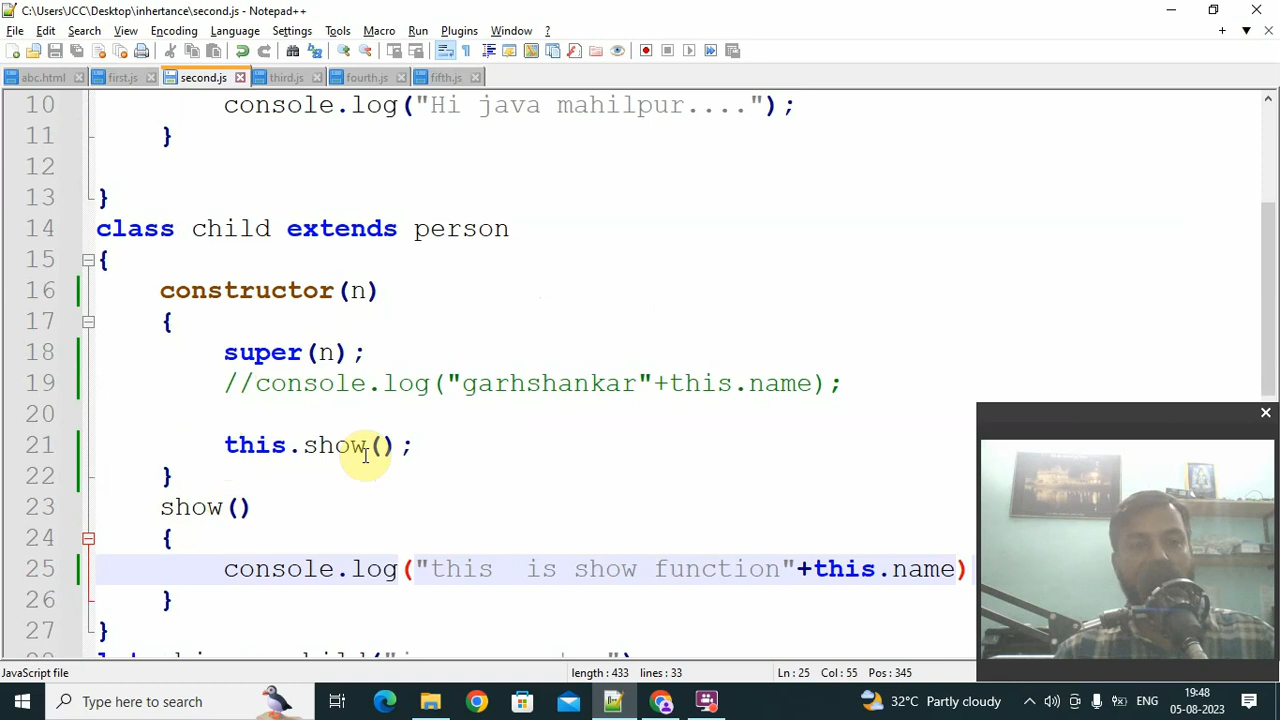 C:\Users\JCC\Desktop\inhertance\second.js - Notepad++
File Edit Search View Encoding Language Settings Tools Macro Run Plugins Window ?
abc.html first.js second.js third.js fourth.js fifth.js
10 console.log("Hi java mahilpur....");
11 }
12
13 }
14 class child extends person
15 {
16 constructor(n)
17 {
18 super(n);
19 //console.log("garhshankar"+this.name);
20
21 this.show();
22 }
23 show()
24 {
25 console.log("this  is show function"+this.name)
26 }
27 }
JavaScript file length : 433 lines : 33 Ln : 25 Col : 55 Pos : 345
Type here to search 32°C Partly cloudy ENG 19:48
05-08-2023